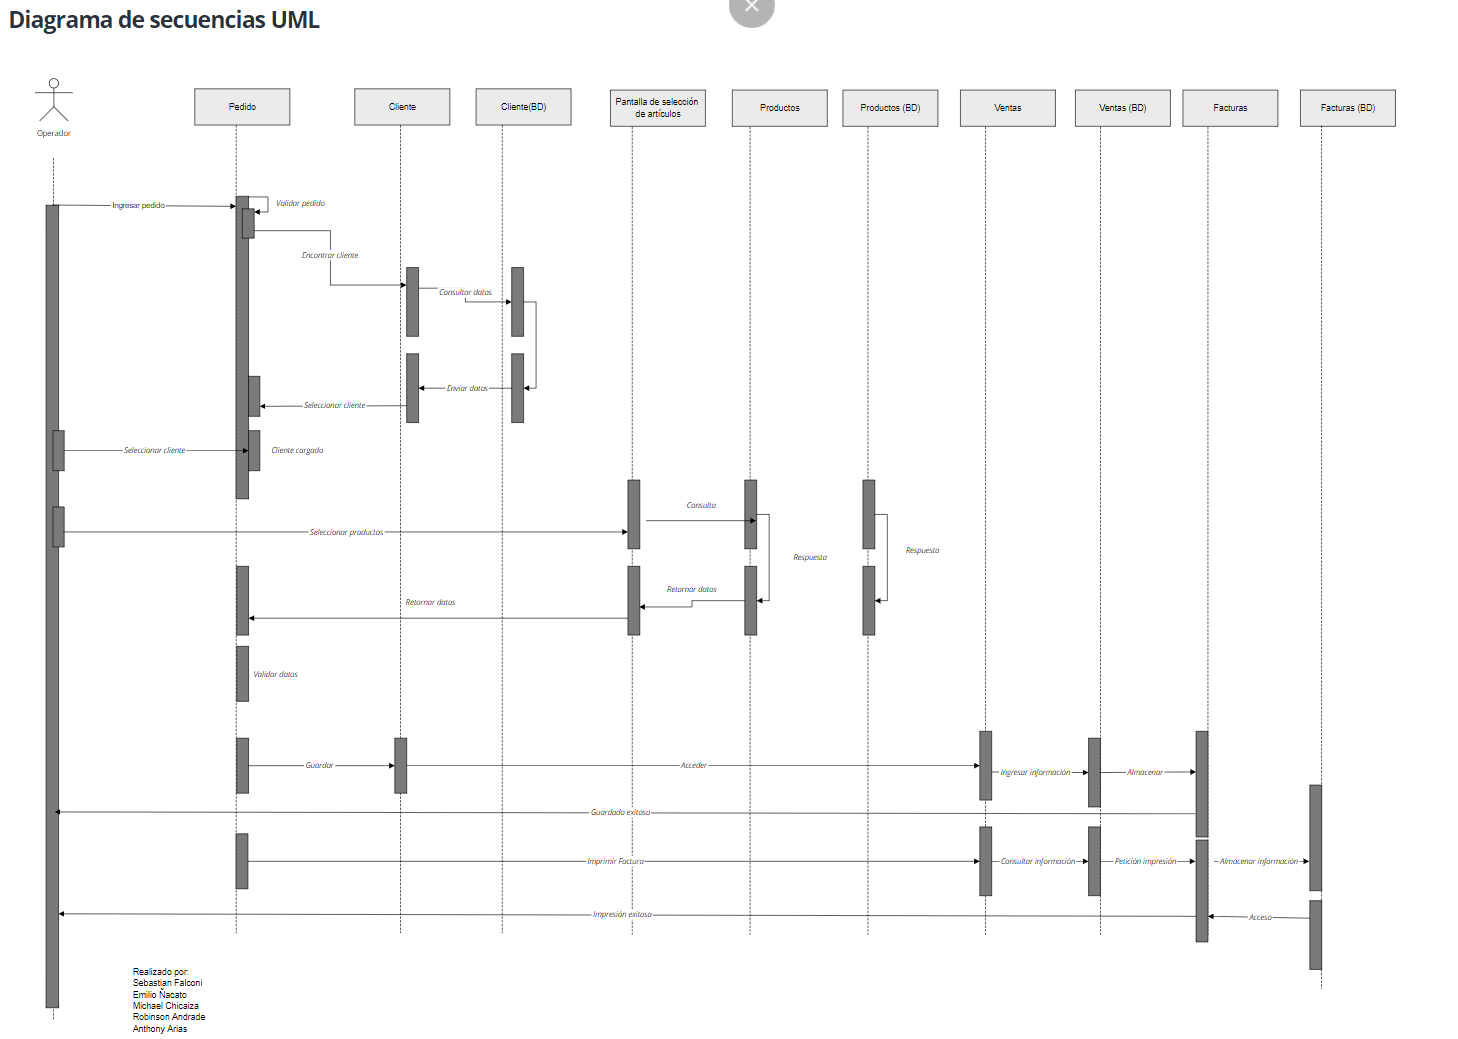 Diagrama de secuencias UML
Operador
Pedido
Cliente
Cliente(BD)
Pantalla de selección
de artículos
Productos
Productos (BD)
Ventas
Ventas (BD)
Facturas
Facturas (BD)
Ingresar pedido
Validar pedido
Encontrar cliente
Consultar datos
Enviar datos
Seleccionar cliente
Seleccionar cliente
Cliente cargado
Consulta
Seleccionar productos
Respuesta
Respuesta
Retornar datos
Retornar datos
Validar datos
Guardar
Acceder
Ingresar información
Almacenar
Guardado exitoso
Imprimir Factura
Consultar información
Petición impresión
Almacenar información
Impresión exitosa
Acceso
Realizado por:
Sebastian Falconi
Emilio Ñacato
Michael Chicaiza
Robinson Andrade
Anthony Arias